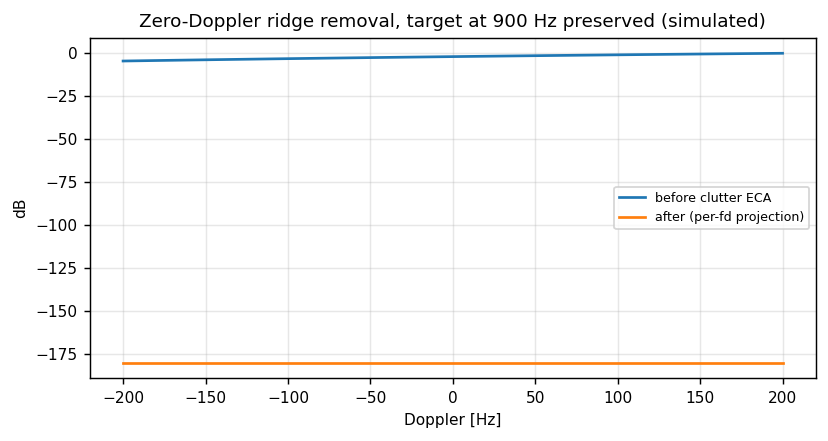 Zero-Doppler ridge removal, target at 900 Hz preserved (simulated)
0
−25
−50
−75
−100
−125
−150
−175
dB
before clutter ECA
after (per-fd projection)
−200 −150 −100 −50 0 50 100 150 200
Doppler [Hz]